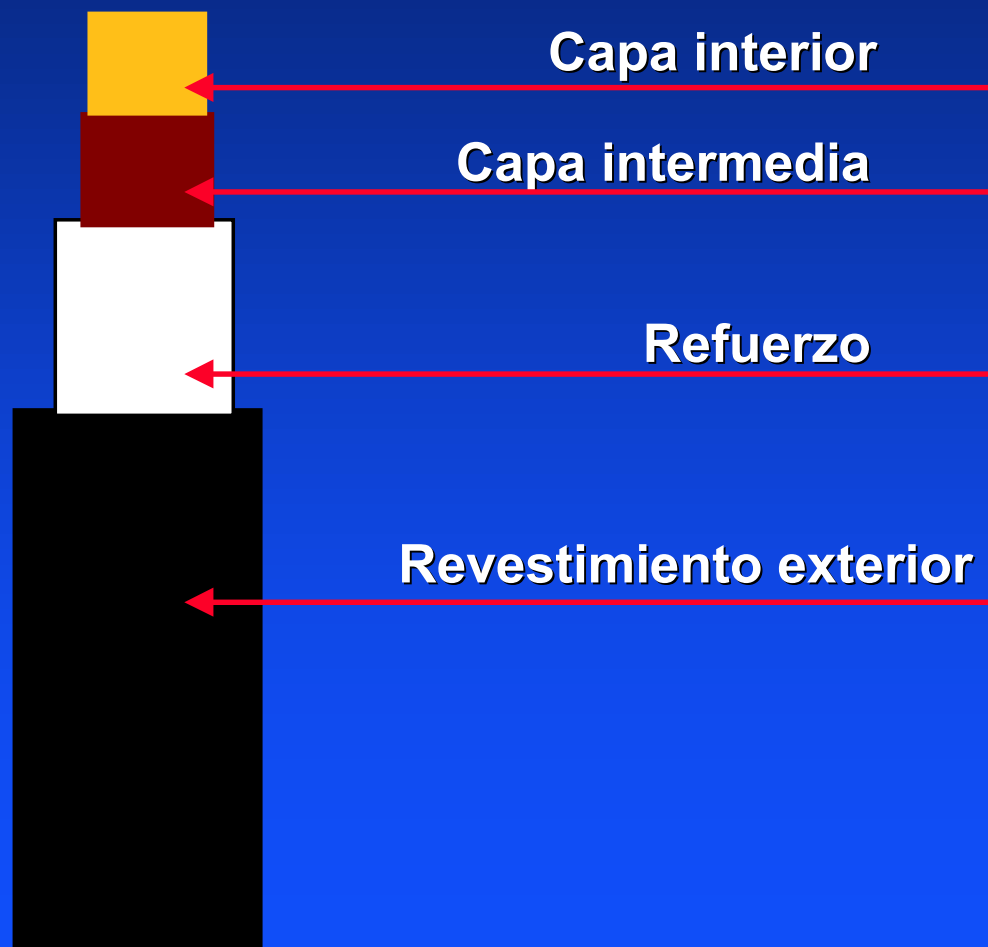 Capa interior
Capa intermedia
Refuerzo
Revestimiento exterior